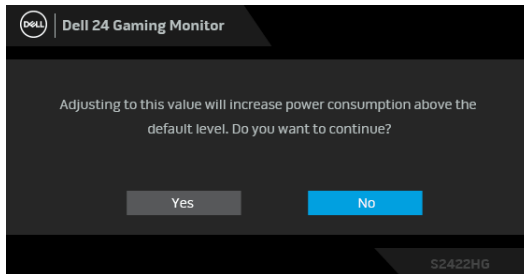 DELL
Dell 24 Gaming Monitor
Adjusting to this value will increase power consumption above the
default level. Do you want to continue?
Yes
No
S2422HG